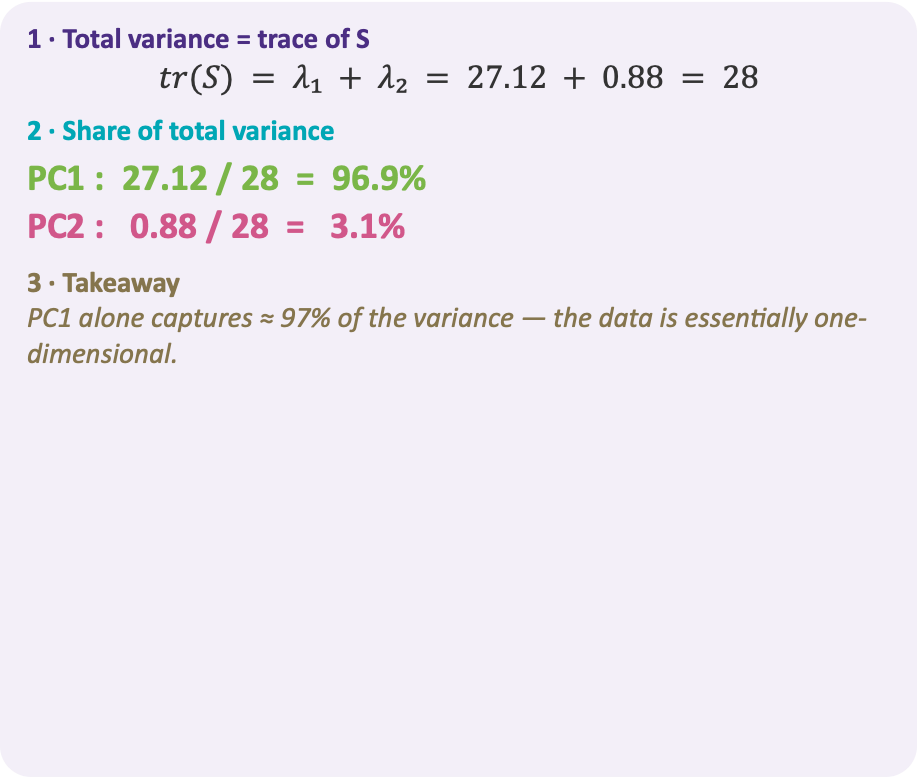 1 · Total variance = trace of S
tr(S) = λ₁ + λ₂ = 27.12 + 0.88 = 28
2 · Share of total variance
PC1 : 27.12 / 28 = 96.9%
PC2 : 0.88 / 28 = 3.1%
3 · Takeaway
PC1 alone captures ≈ 97% of the variance — the data is essentially one-
dimensional.